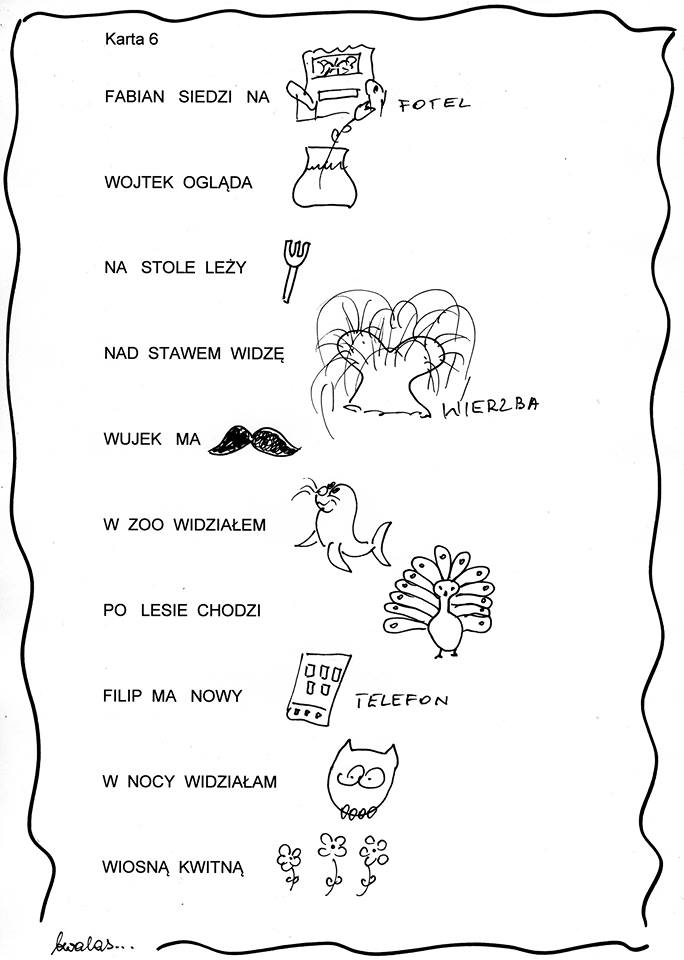 Karta 6
FABIAN SIEDZI NA FOTEL
WOJTEK OGLĄDA
NA STOLE LEŻY
NAD STAWEM WIDZĘ
WIERZBA
WUJEK MA
W ZOO WIDZIAŁEM
PO LESIE CHODZI
FILIP MA NOWY TELEFON
W NOCY WIDZIAŁAM
WIOSNĄ KWITNĄ
kwalas...